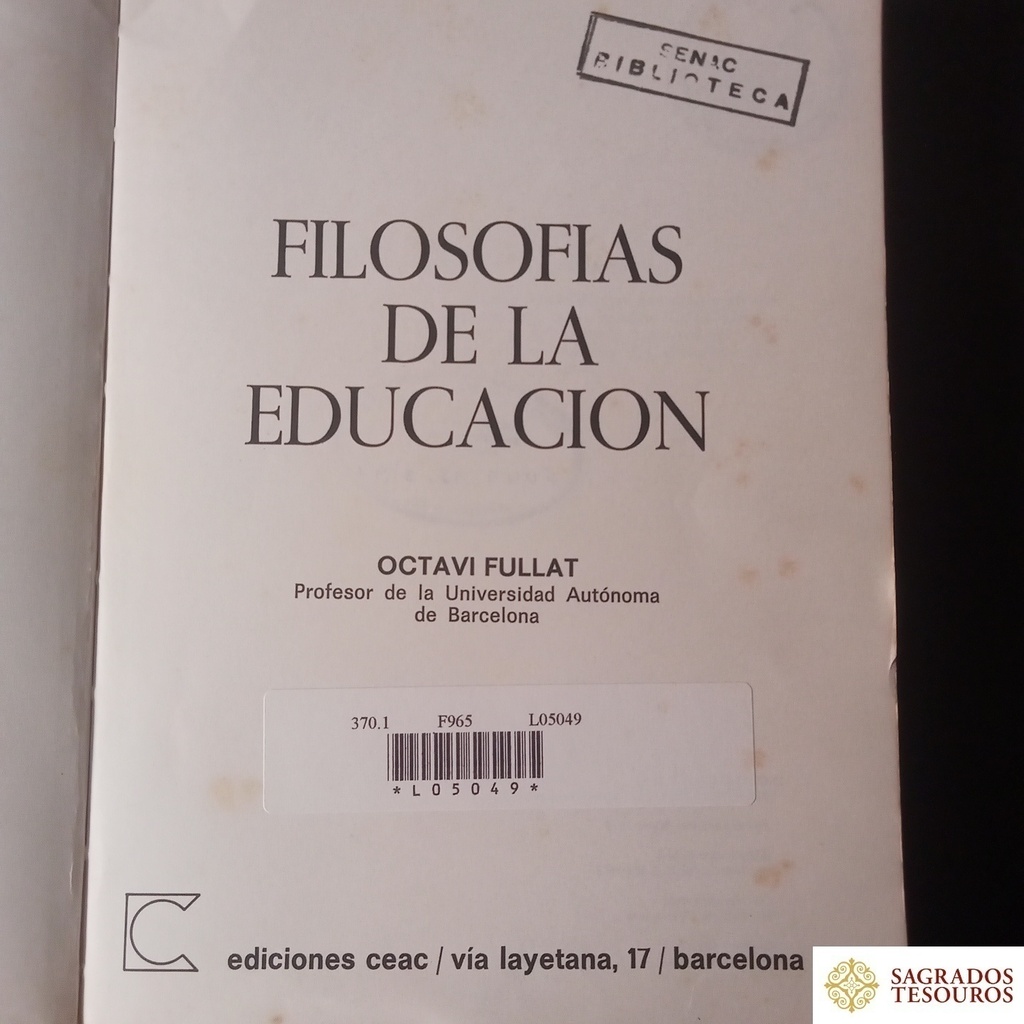 SENAC
BIBLIOTECA
FILOSOFIAS
DE LA
EDUCACION
OCTAVI FULLAT
Profesor de la Universidad Autónoma
de Barcelona
370.1 F965 L05049
*L05049*
ediciones ceac / vía layetana, 17 / barcelona
SAGRADOS
TESOUROS